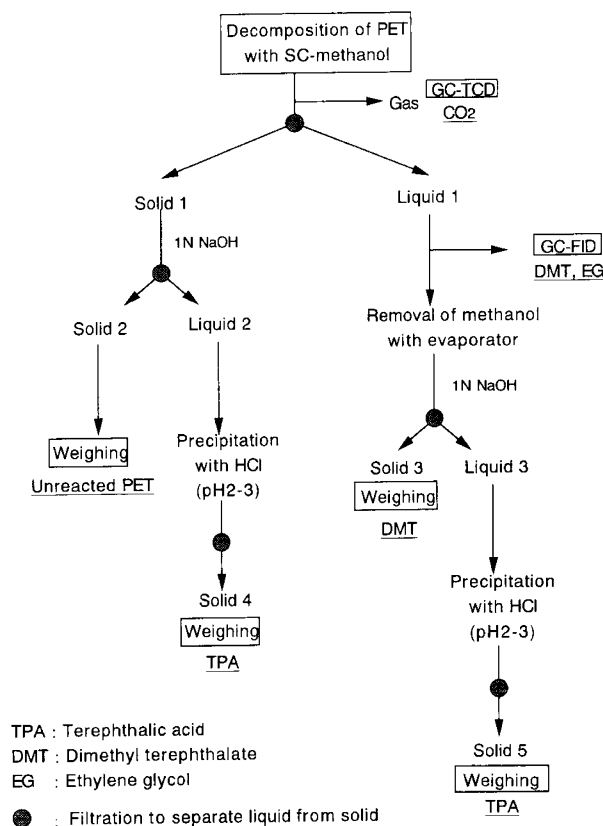 Decomposition of PET
with SC-methanol
Gas
GC-TCD
CO2
Solid 1
Liquid 1
1N NaOH
GC-FID
DMT, EG
Solid 2
Liquid 2
Removal of methanol
with evaporator
1N NaOH
Weighing
Unreacted PET
Precipitation
with HCl
(pH2-3)
Solid 3
Weighing
DMT
Liquid 3
Solid 4
Weighing
TPA
Precipitation
with HCl
(pH2-3)
Solid 5
Weighing
TPA
TPA : Terephthalic acid
DMT : Dimethyl terephthalate
EG : Ethylene glycol
: Filtration to separate liquid from solid